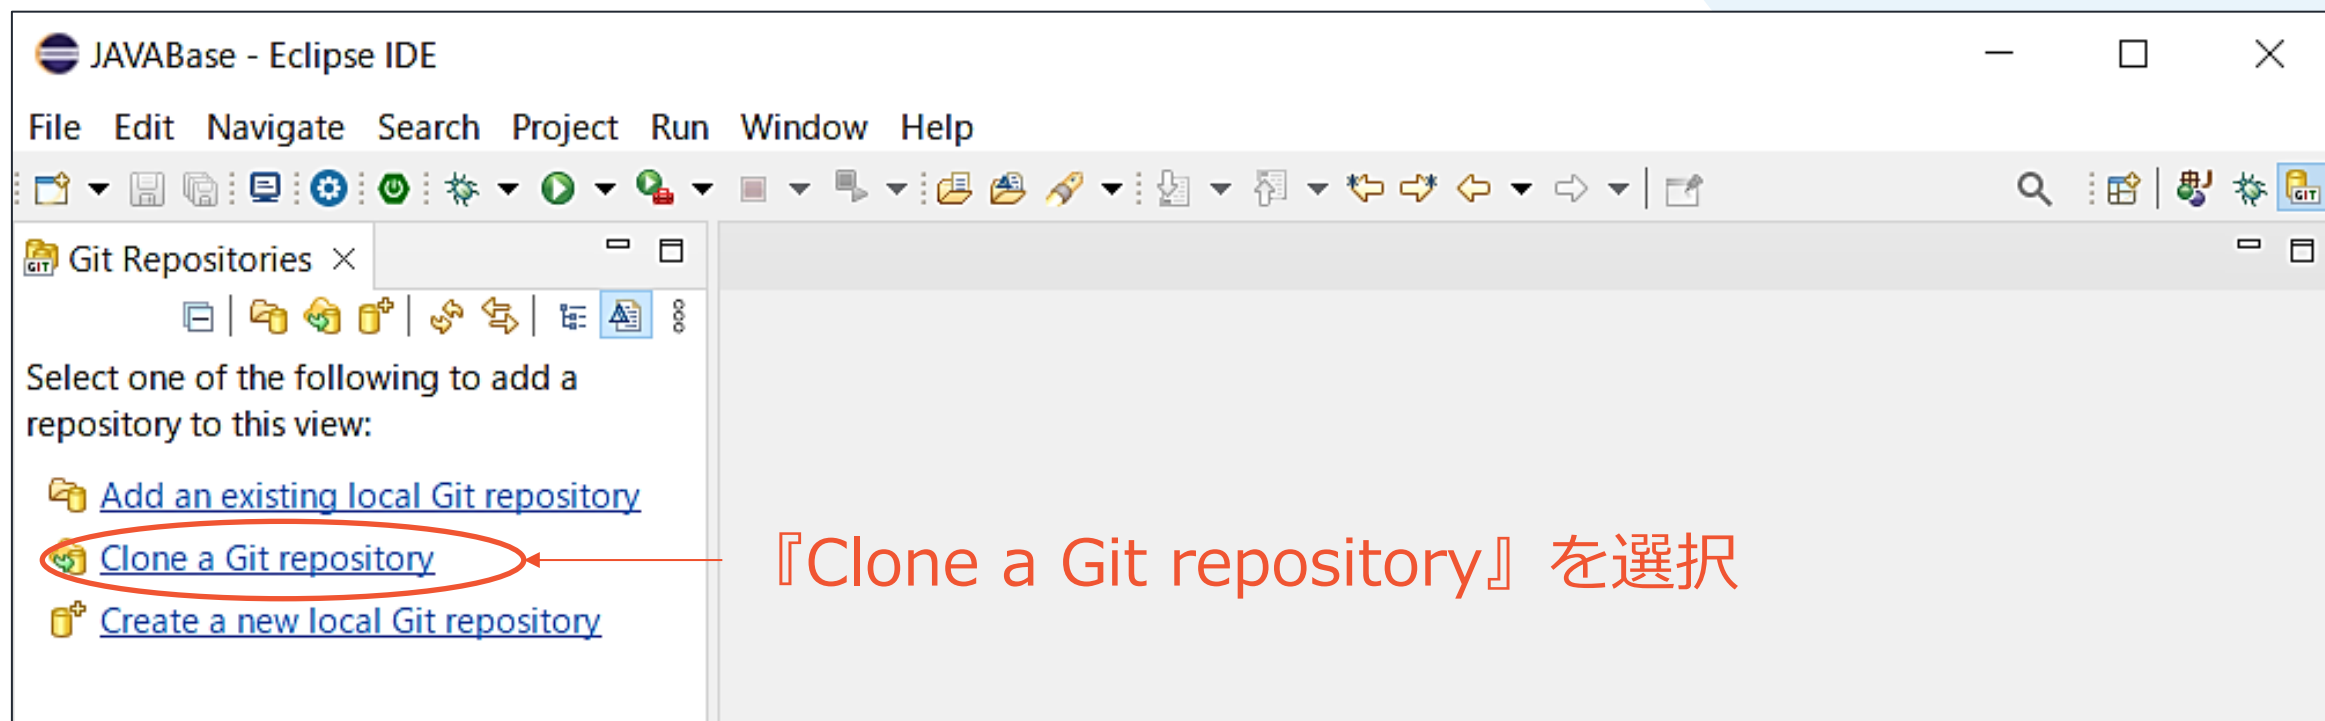 JAVABase - Eclipse IDE
File Edit Navigate Search Project Run Window Help
GIT
Git Repositories
GIT
Select one of the following to add a
repository to this view:
Add an existing local Git repository
Clone a Git repository
『Clone a Git repository』を選択
Create a new local Git repository